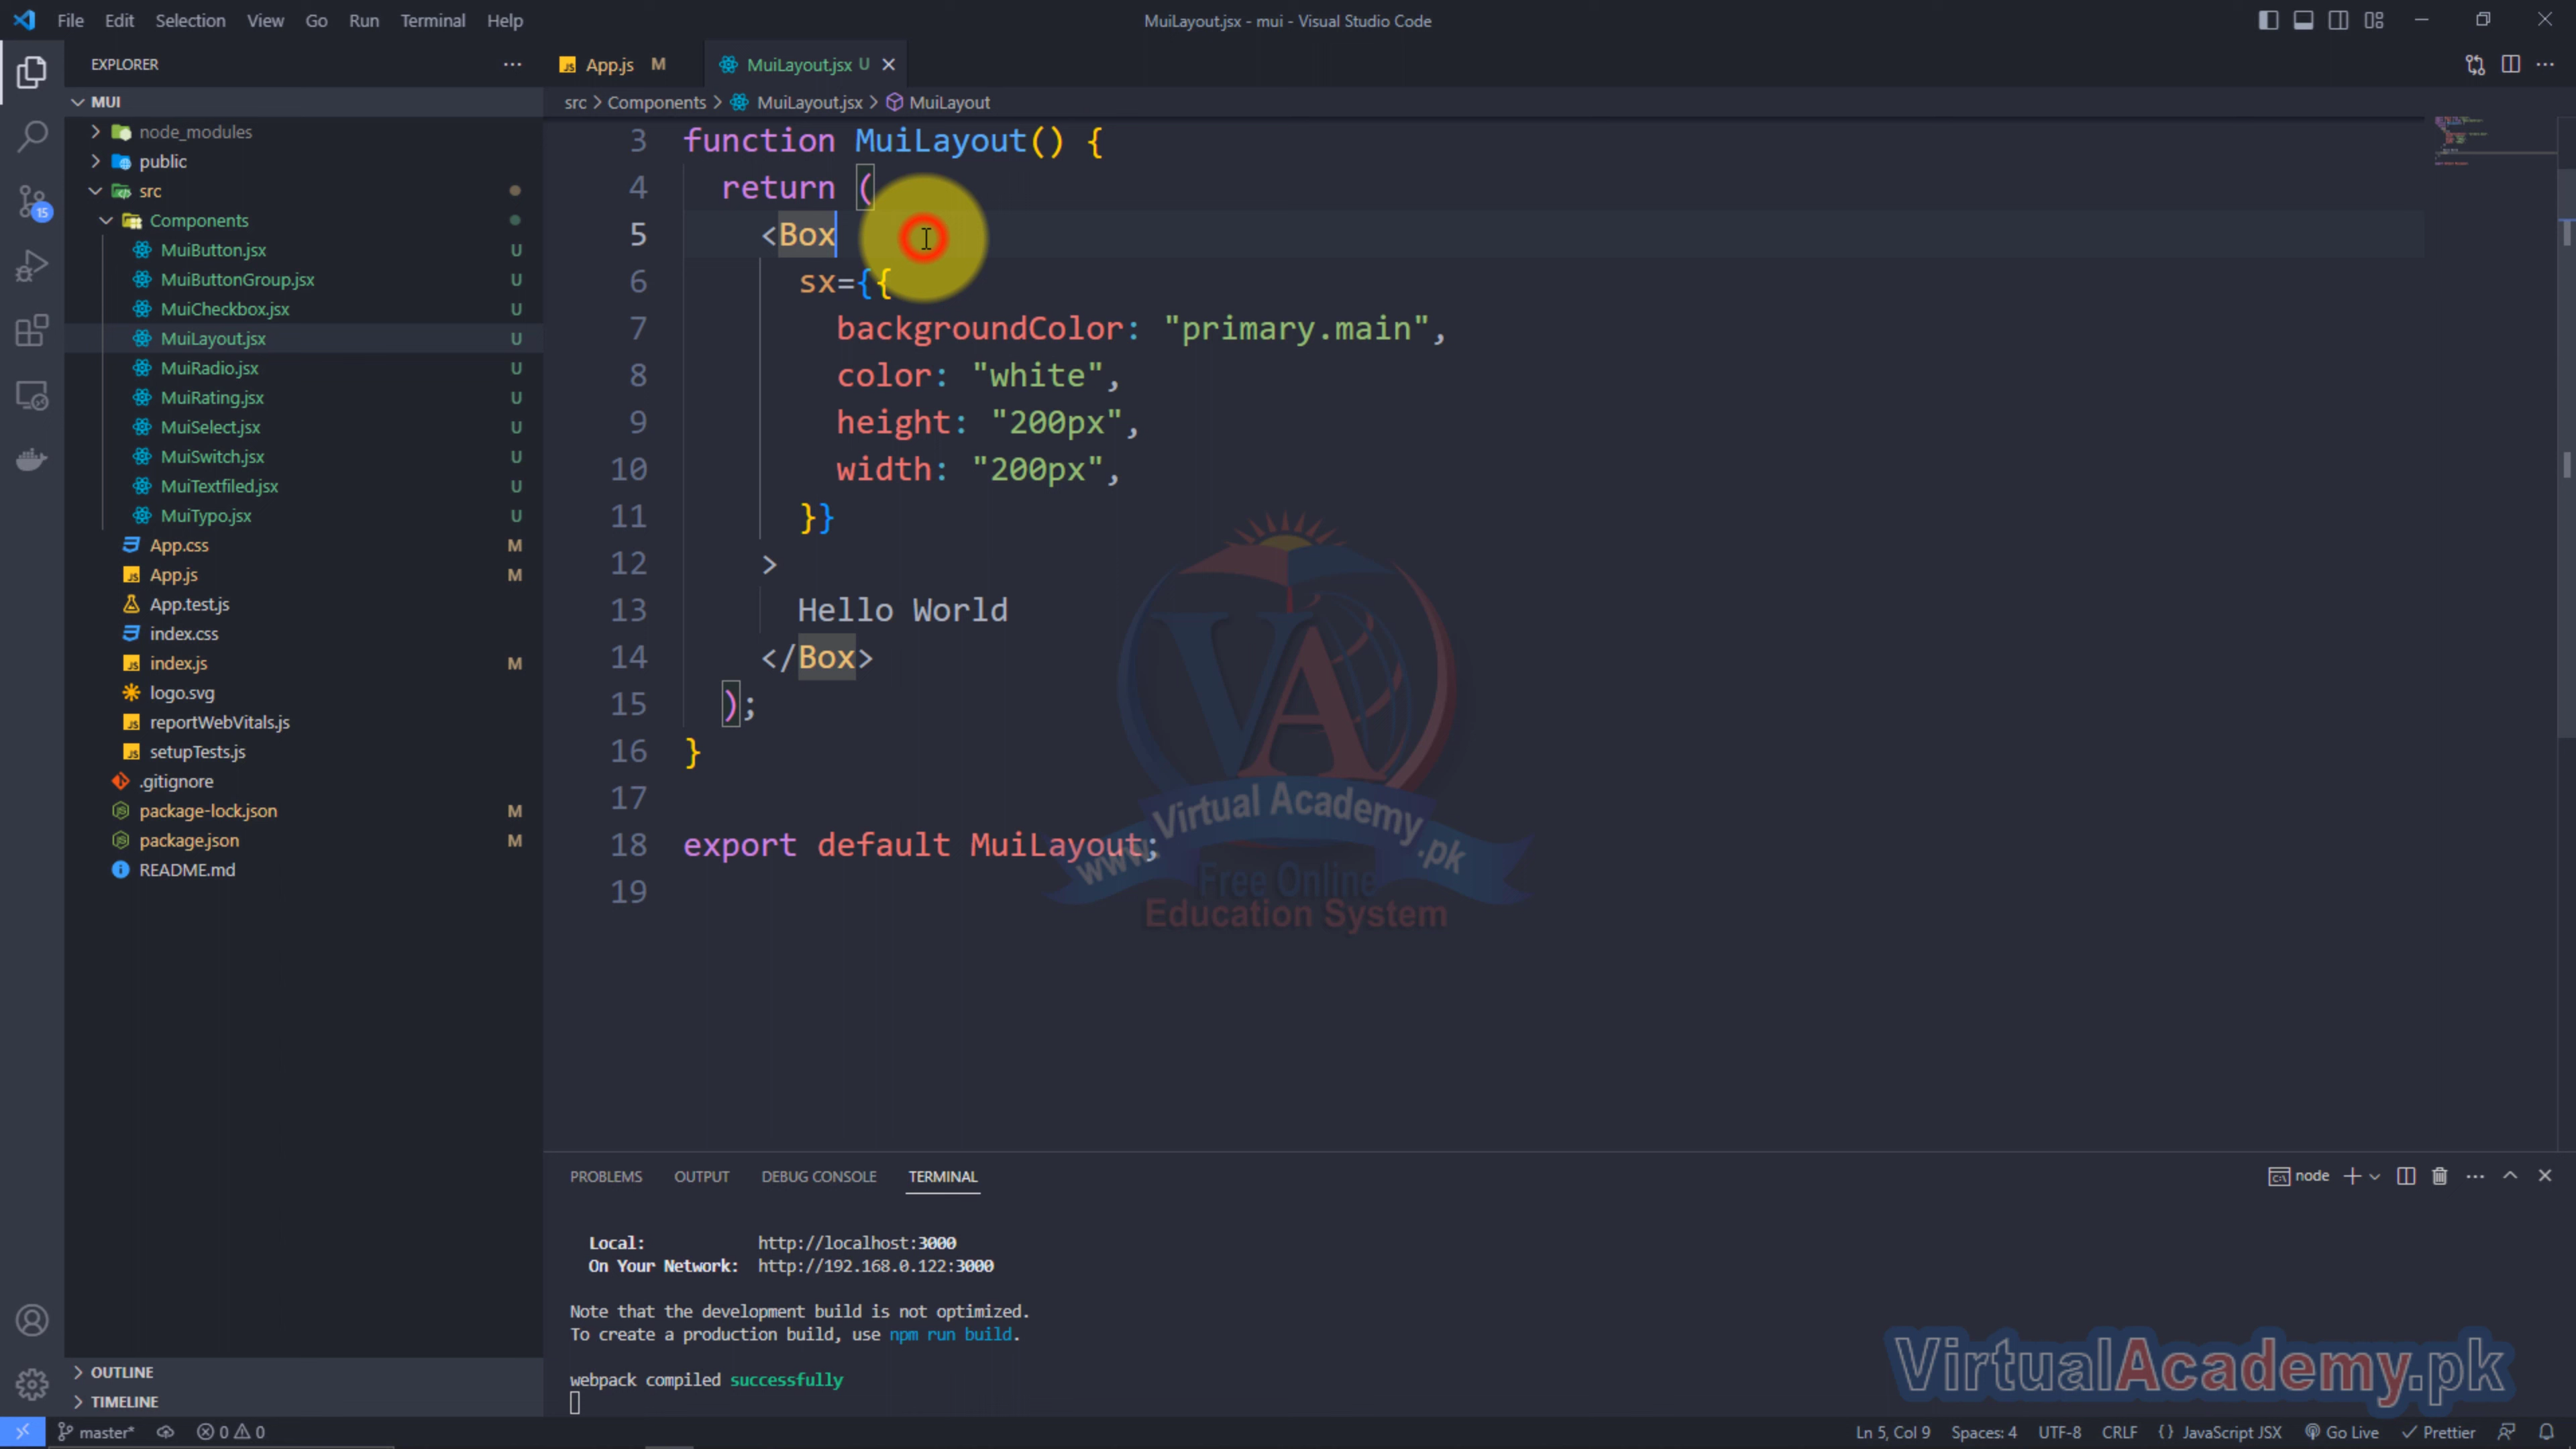 File Edit Selection View Go Run Terminal Help
MuiLayout.jsx - mui - Visual Studio Code
EXPLORER
MUI
node_modules
public
src
Components
MuiButton.jsx U
MuiButtonGroup.jsx U
MuiCheckbox.jsx U
MuiLayout.jsx U
MuiRadio.jsx U
MuiRating.jsx U
MuiSelect.jsx U
MuiSwitch.jsx U
MuiTextfiled.jsx U
MuiTypo.jsx U
App.css M
App.js M
App.test.js
index.css
index.js M
logo.svg
reportWebVitals.js
setupTests.js
.gitignore
package-lock.json M
package.json M
README.md
OUTLINE
TIMELINE
15
App.js M
MuiLayout.jsx U
src > Components > MuiLayout.jsx > MuiLayout
3 function MuiLayout() {
4 return (
5 <Box
6 sx={{
7 backgroundColor: "primary.main",
8 color: "white",
9 height: "200px",
10 width: "200px",
11 }}
12 >
13 Hello World
14 </Box>
15 );
16 }
17
18 export default MuiLayout;
19
VA
www.VirtualAcademy.pk
Free Online
Education System
PROBLEMS OUTPUT DEBUG CONSOLE TERMINAL
node
Local: http://localhost:3000
On Your Network: http://192.168.0.122:3000
Note that the development build is not optimized.
To create a production build, use npm run build.
webpack compiled successfully
VirtualAcademy.pk
master* 0 0
Ln 5, Col 9 Spaces: 4 UTF-8 CRLF {} JavaScript JSX Go Live Prettier